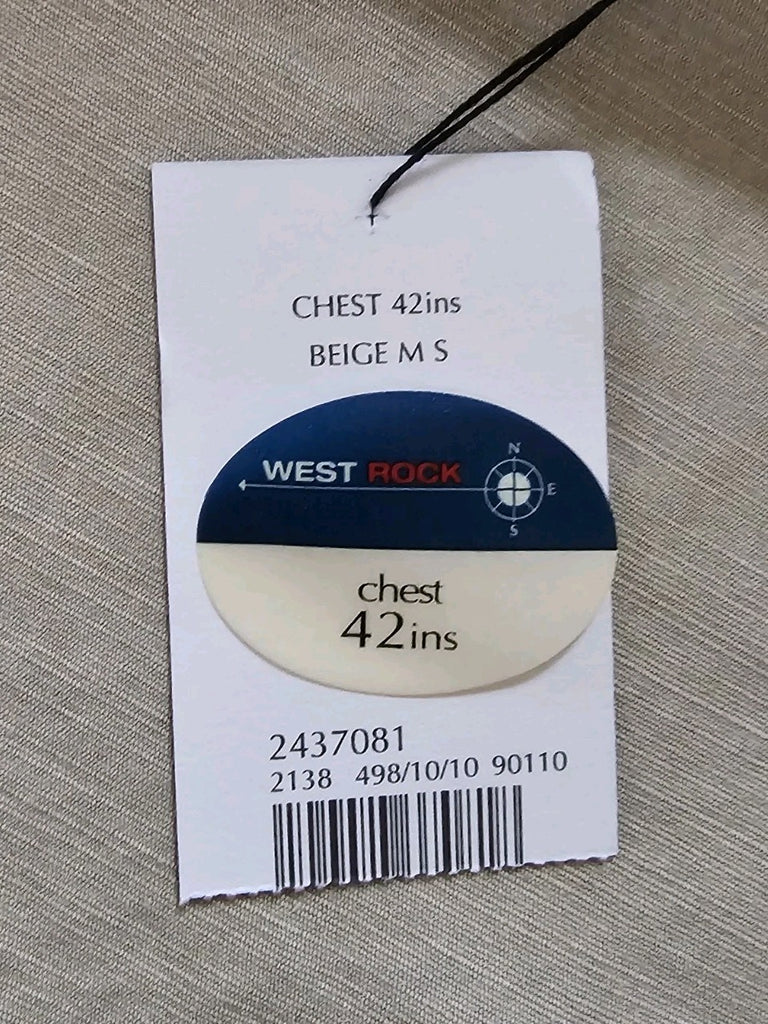 CHEST 42ins
BEIGE M S
N
WEST ROCK
E
S
chest
42ins
2437081
2138 498/10/10 90110